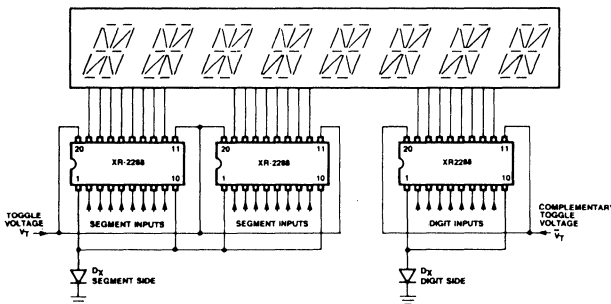 20 11 20 11 20 11
XR-2288 XR-2288 XR2288
1 10 1 10 1 10
TOGGLE
VOLTAGE
VT
SEGMENT INPUTS SEGMENT INPUTS DIGIT INPUTS
COMPLEMENTARY
TOGGLE
VOLTAGE
V̅T
DX
SEGMENT SIDE
DX
DIGIT SIDE